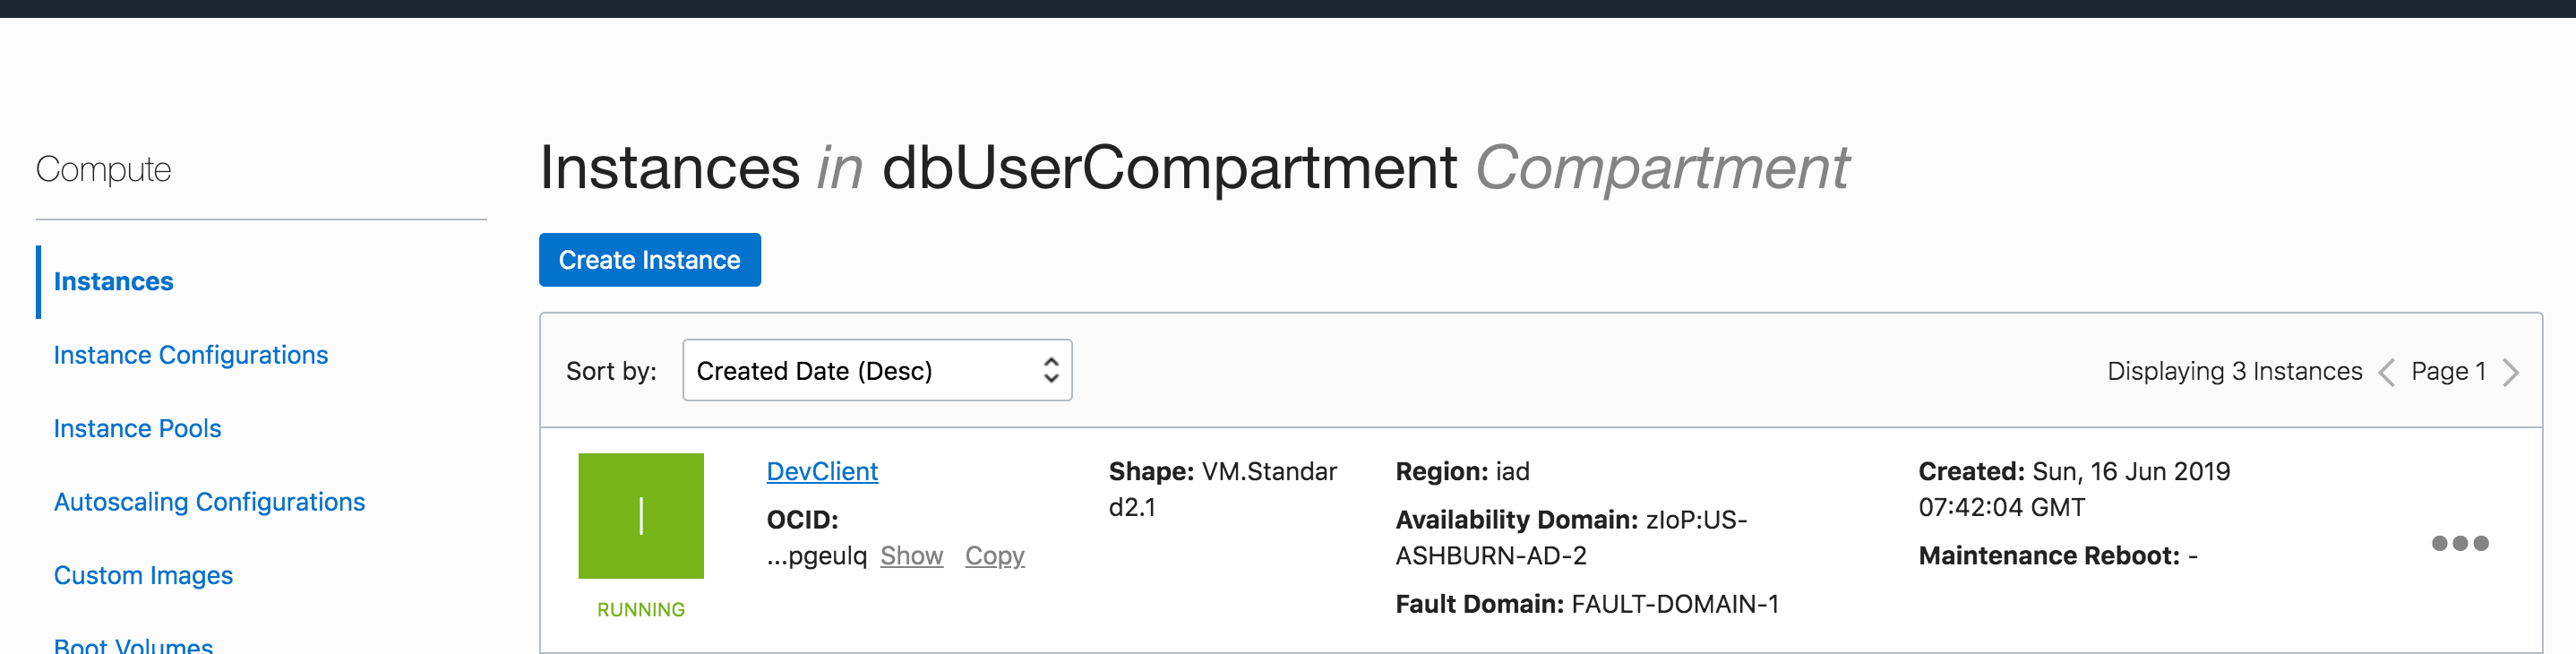 Compute
Instances
Instance Configurations
Instance Pools
Autoscaling Configurations
Custom Images
Boot Volumes
Instances in dbUserCompartment Compartment
Create Instance
Sort by: Created Date (Desc)
Displaying 3 Instances < Page 1 >
I
RUNNING
DevClient
OCID:
...pgeulq Show Copy
Shape: VM.Standar
d2.1
Region: iad
Availability Domain: zIoP:US-
ASHBURN-AD-2
Fault Domain: FAULT-DOMAIN-1
Created: Sun, 16 Jun 2019
07:42:04 GMT
Maintenance Reboot: -